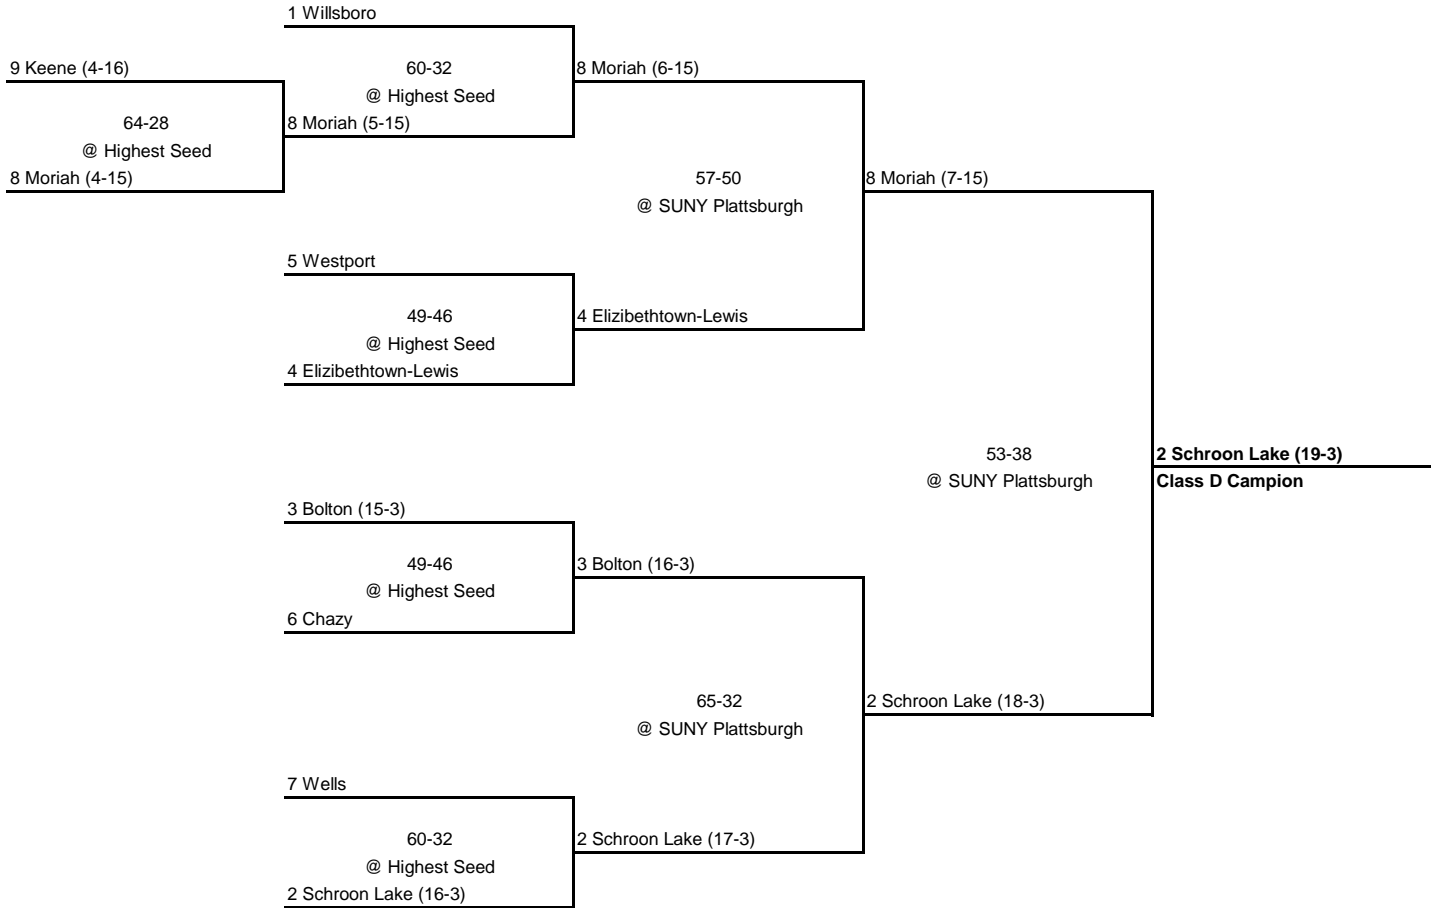 1 Willsboro
9 Keene (4-16)
60-32
8 Moriah (6-15)
@ Highest Seed
64-28
8 Moriah (5-15)
@ Highest Seed
8 Moriah (4-15)
57-50
8 Moriah (7-15)
@ SUNY Plattsburgh
5 Westport
49-46
4 Elizibethtown-Lewis
@ Highest Seed
4 Elizibethtown-Lewis
53-38
2 Schroon Lake (19-3)
@ SUNY Plattsburgh
Class D Campion
3 Bolton (15-3)
49-46
3 Bolton (16-3)
@ Highest Seed
6 Chazy
65-32
2 Schroon Lake (18-3)
@ SUNY Plattsburgh
7 Wells
60-32
2 Schroon Lake (17-3)
@ Highest Seed
2 Schroon Lake (16-3)